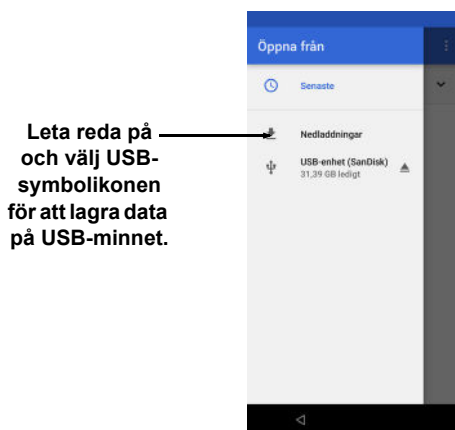 Leta reda på
och välj USB-
symbolikonen
för att lagra data
på USB-minnet.
Öppna från
Senaste
Nedladdningar
USB-enhet (SanDisk)
31,39 GB ledigt